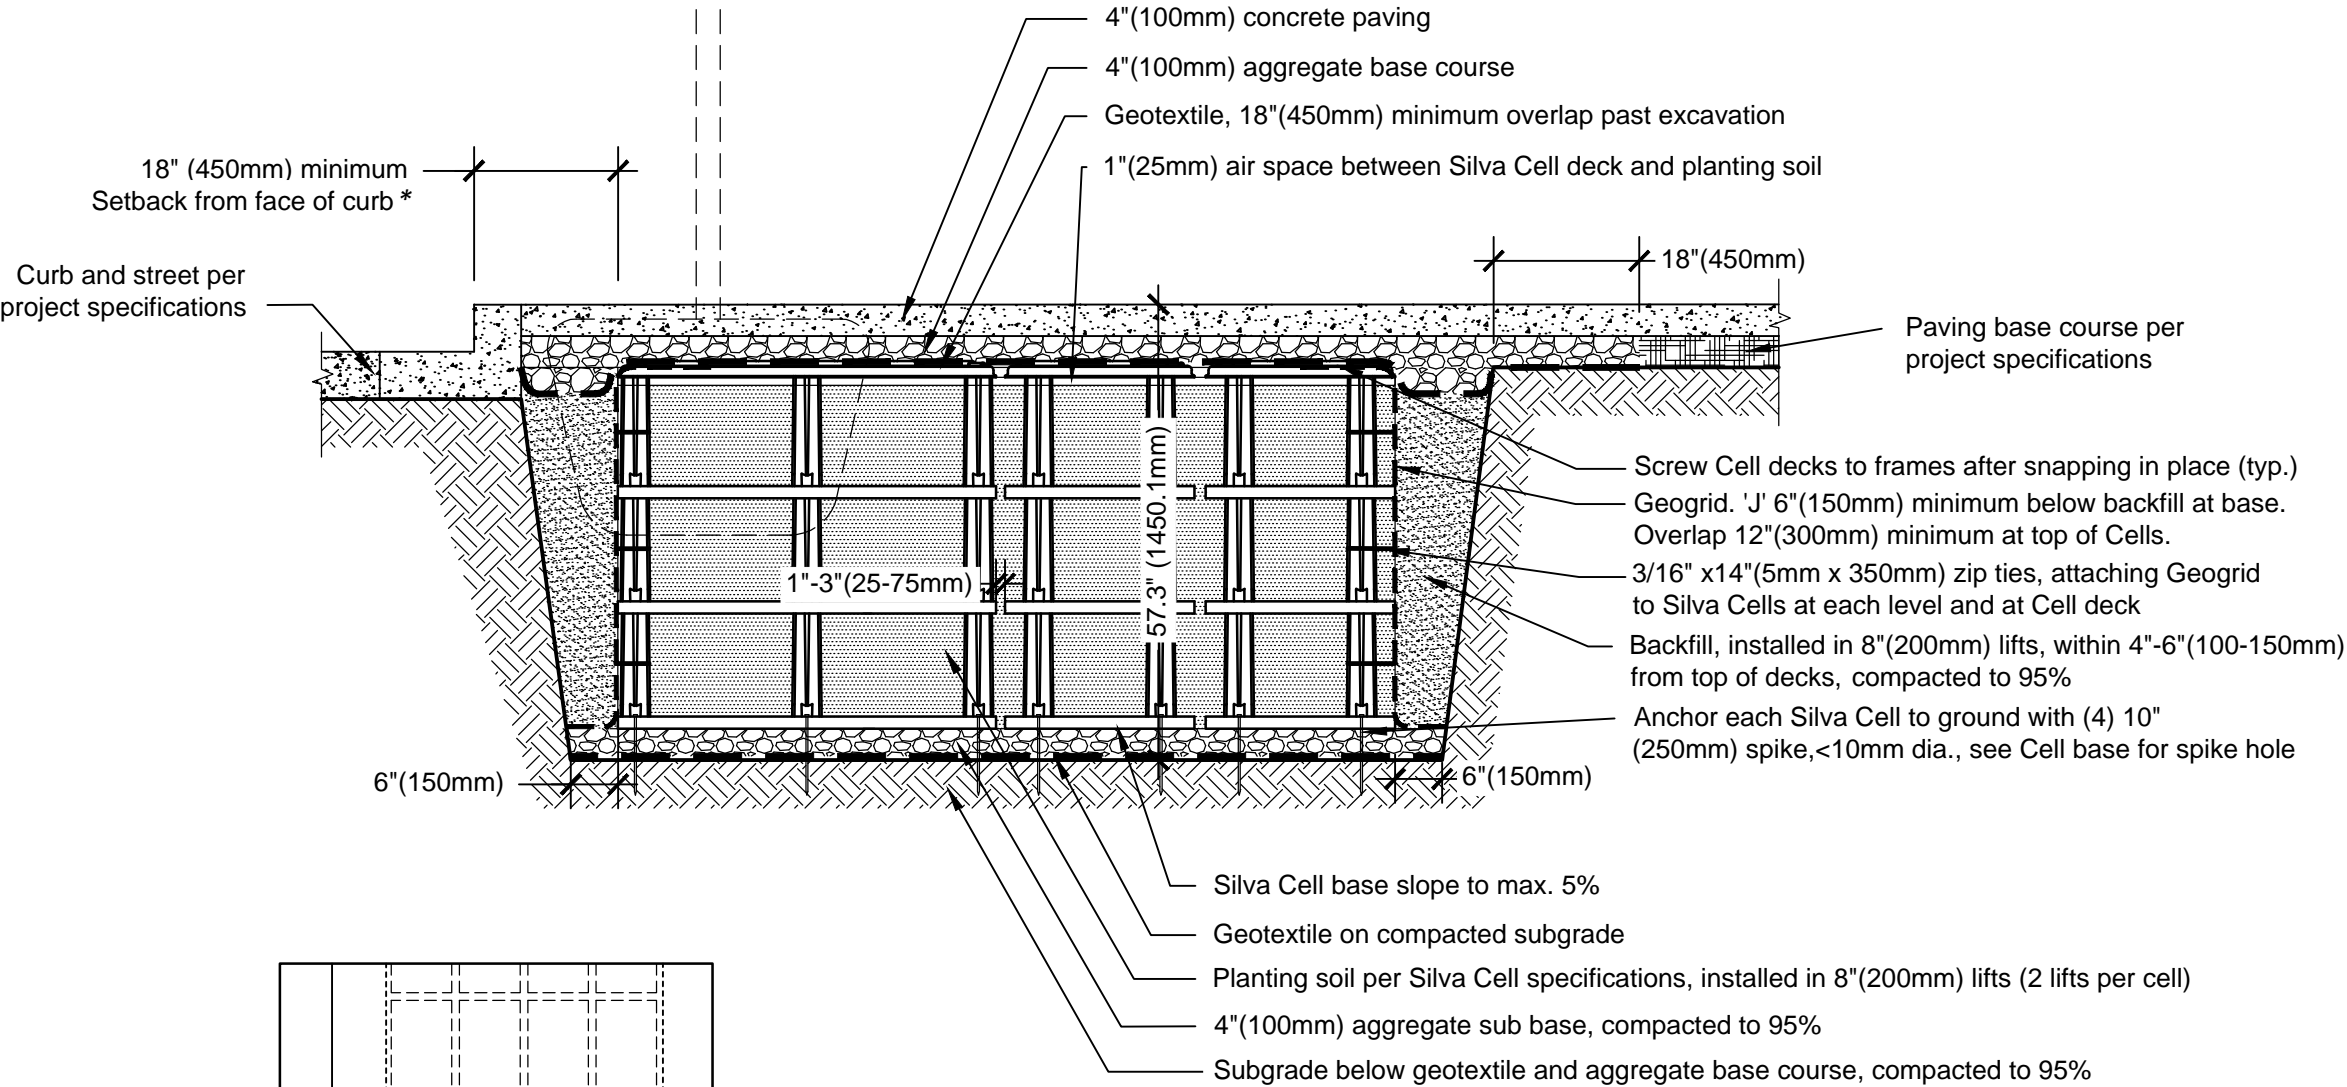 4"(100mm) concrete paving
4"(100mm) aggregate base course
Geotextile, 18"(450mm) minimum overlap past excavation
1"(25mm) air space between Silva Cell deck and planting soil
18" (450mm) minimum
Setback from face of curb *
18"(450mm)
Curb and street per
project specifications
Paving base course per
project specifications
Screw Cell decks to frames after snapping in place (typ.)
Geogrid. 'J' 6"(150mm) minimum below backfill at base.
Overlap 12"(300mm) minimum at top of Cells.
57.3" (1450.1mm)
1"-3"(25-75mm)
3/16" x14"(5mm x 350mm) zip ties, attaching Geogrid
to Silva Cells at each level and at Cell deck
Backfill, installed in 8"(200mm) lifts, within 4"-6"(100-150mm)
from top of decks, compacted to 95%
Anchor each Silva Cell to ground with (4) 10"
(250mm) spike,<10mm dia., see Cell base for spike hole
6"(150mm)
6"(150mm)
Silva Cell base slope to max. 5%
Geotextile on compacted subgrade
Planting soil per Silva Cell specifications, installed in 8"(200mm) lifts (2 lifts per cell)
4"(100mm) aggregate sub base, compacted to 95%
Subgrade below geotextile and aggregate base course, compacted to 95%